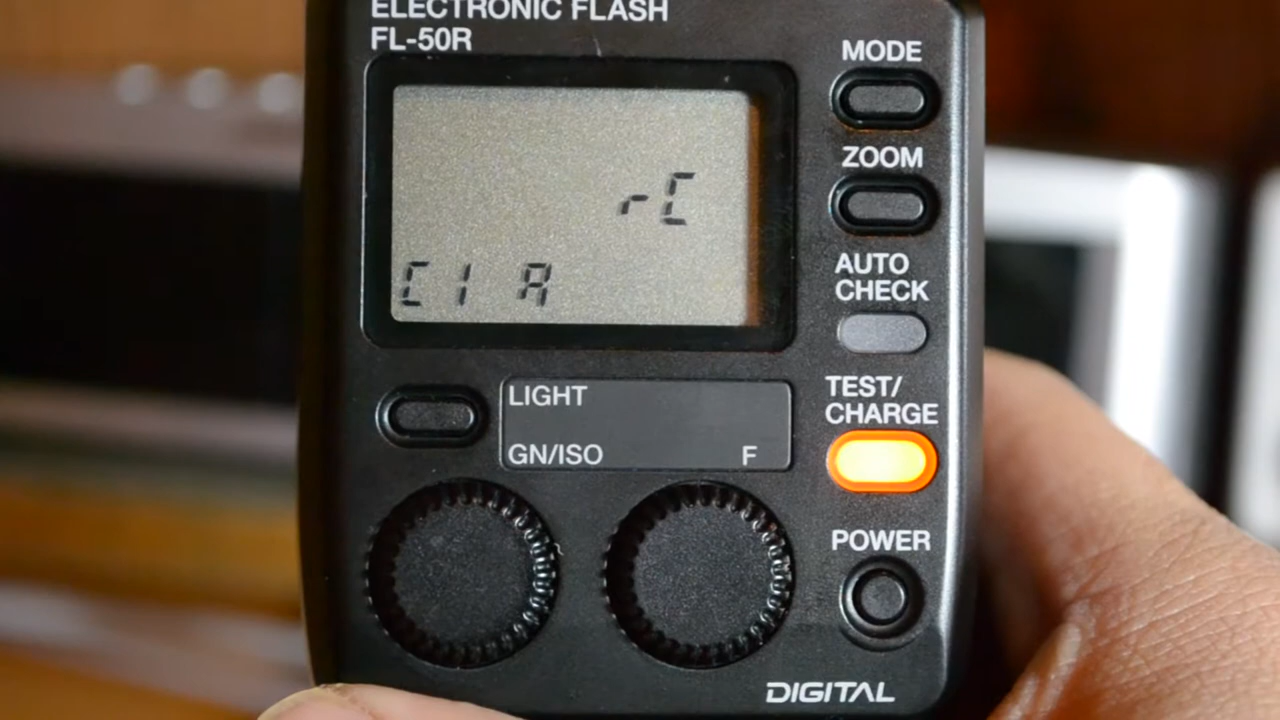 ELECTRONIC FLASH
FL-50R
MODE
ZOOM
rC
C1 A
AUTO
CHECK
TEST/
CHARGE
LIGHT
GN/ISO F
POWER
DIGITAL